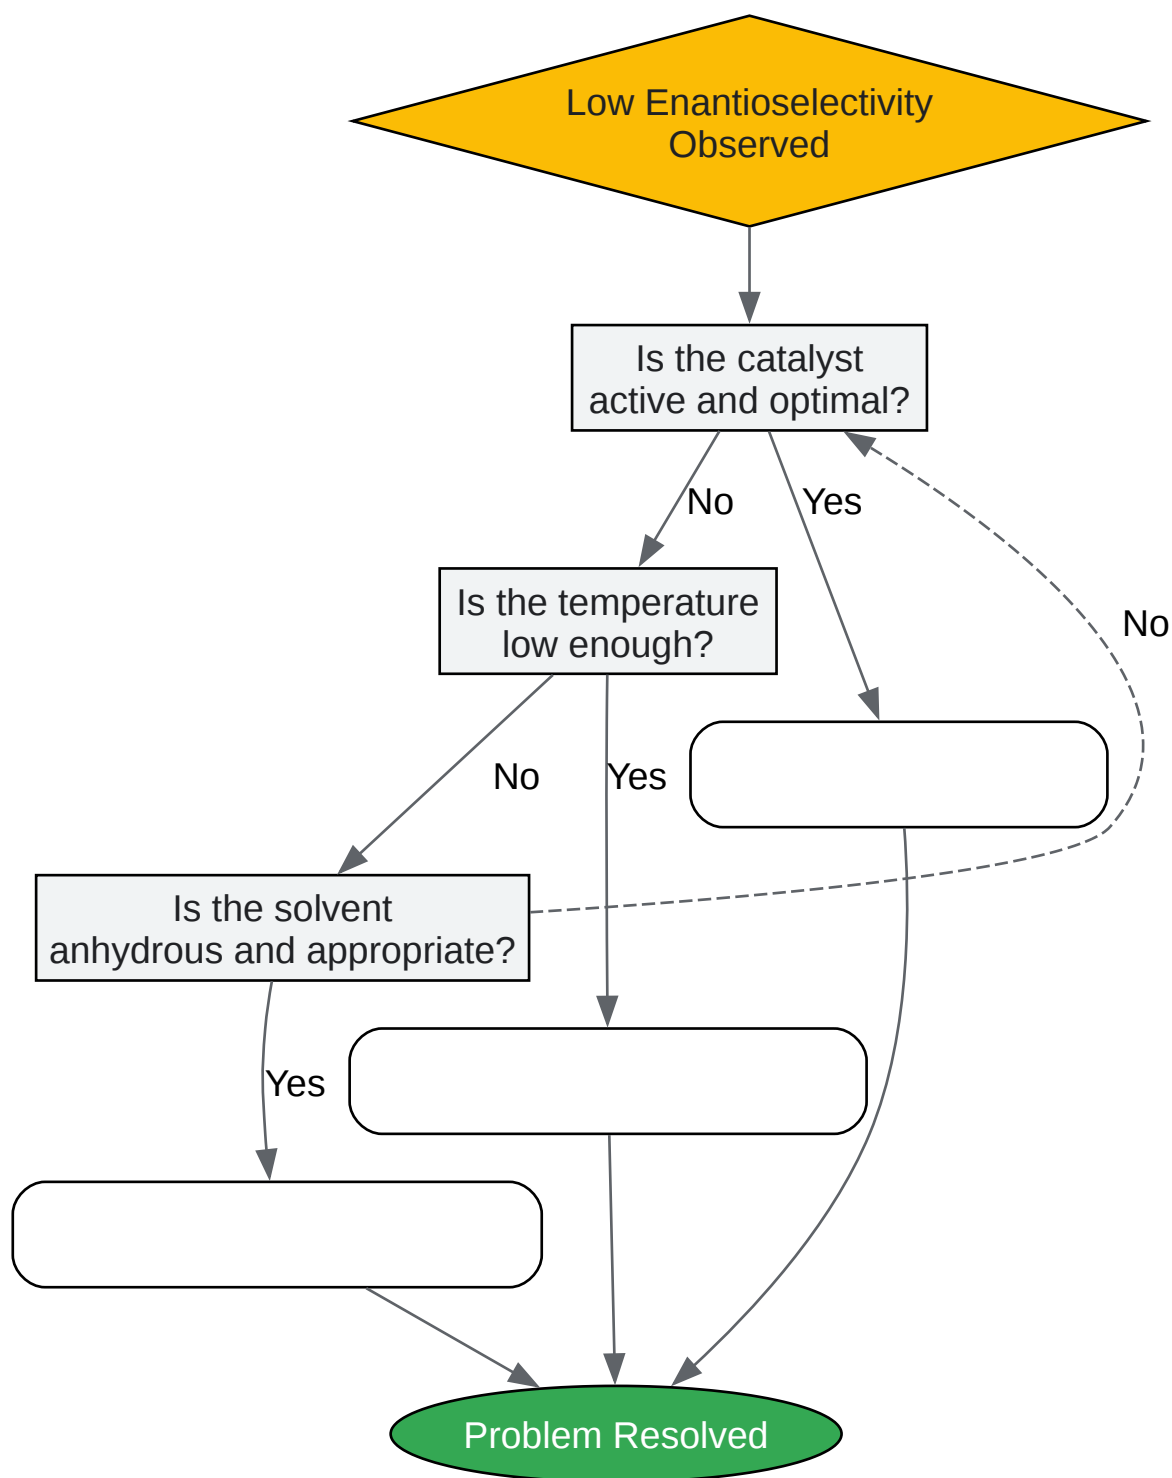 Low Enantioselectivity
Observed
Is the catalyst
active and optimal?
No
Yes
Is the temperature
low enough?
No
No
Yes
Is the solvent
anhydrous and appropriate?
Yes
Problem Resolved